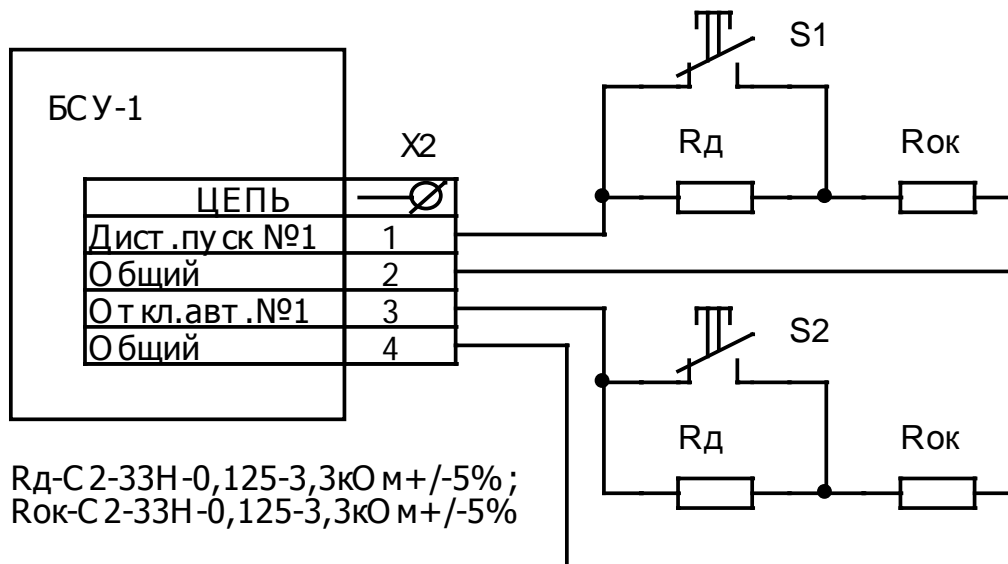 S1
БСУ-1
X2
Rд
Rок
ЦЕПЬ
Дист.пуск №1 1
Общий 2
Откл.авт.№1 3
Общий 4
S2
Rд
Rок
Rд-С2-33Н-0,125-3,3кОм+/-5%;
Rок-С2-33Н-0,125-3,3кОм+/-5%